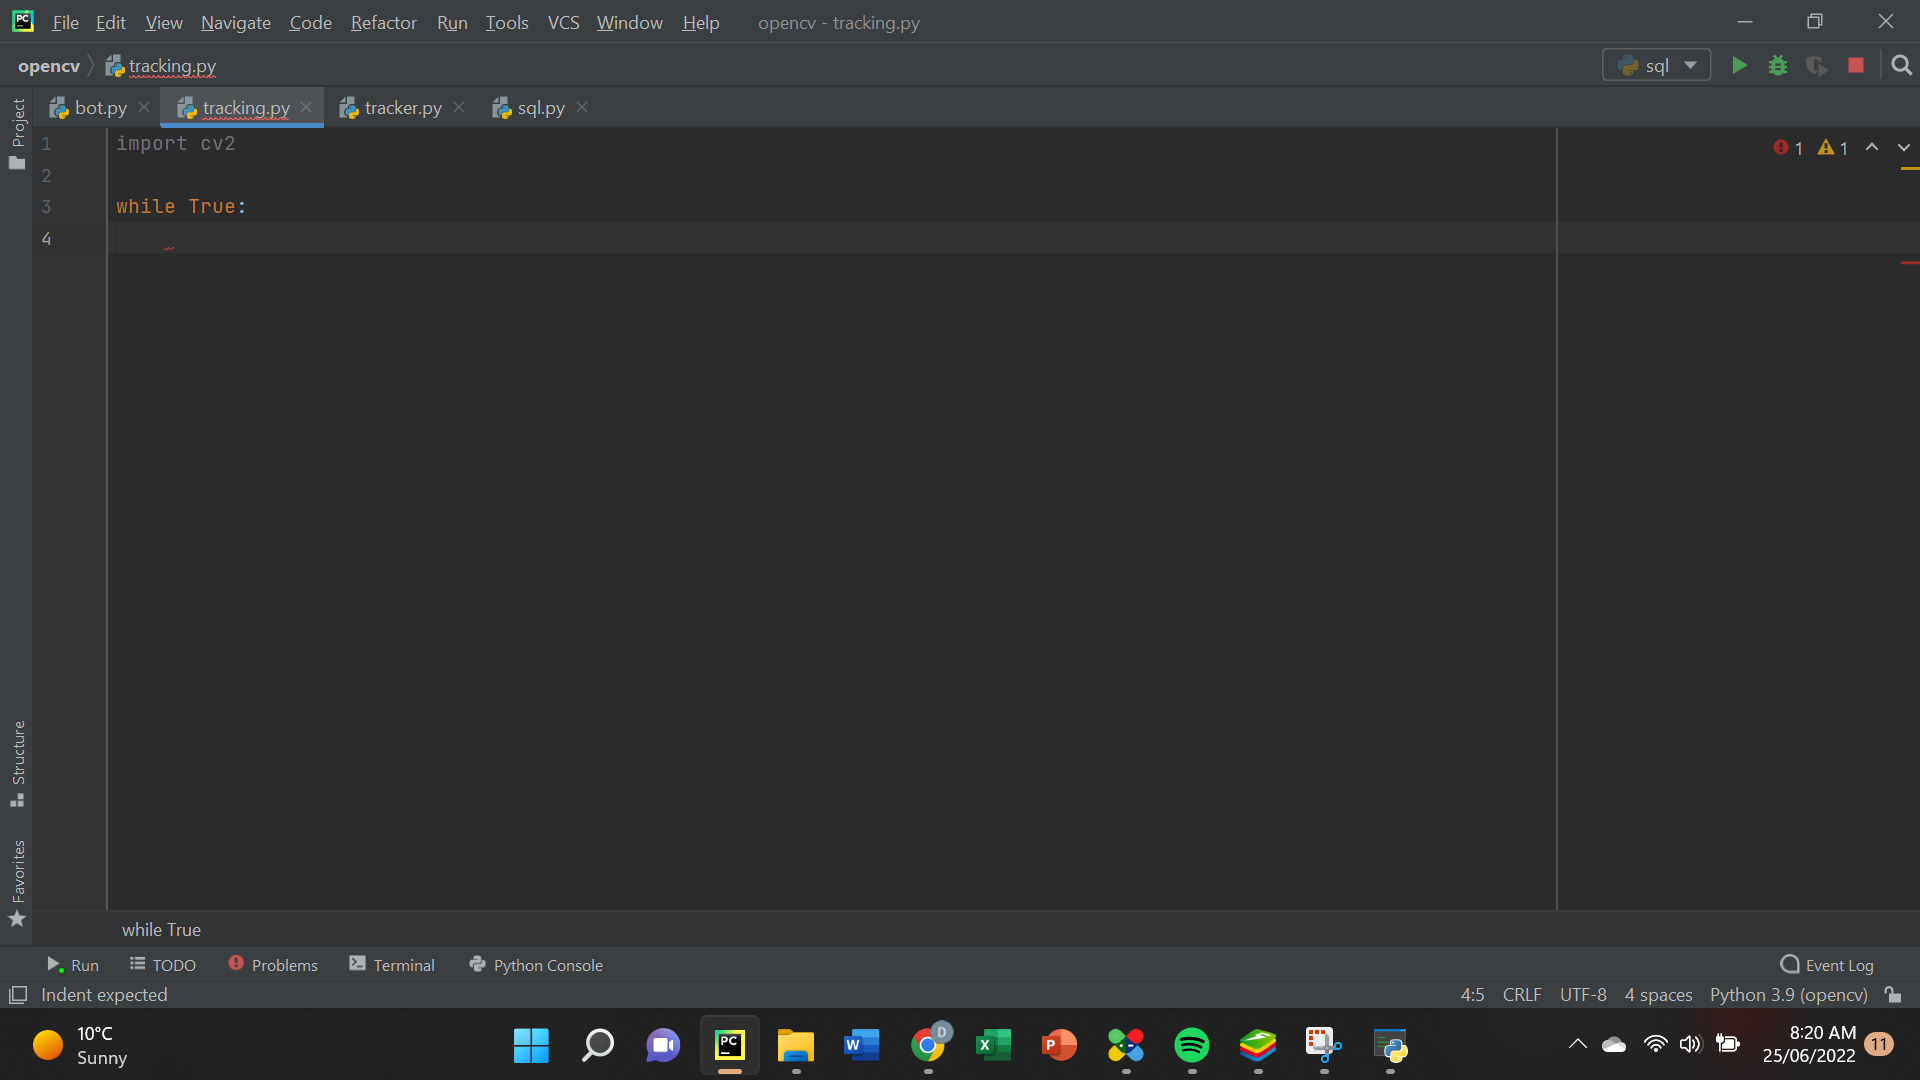 PC File Edit View Navigate Code Refactor Run Tools VCS Window Help opencv - tracking.py
opencv tracking.py sql
bot.py tracking.py tracker.py sql.py
Project
1 import cv2 1 1
2
3 while True:
4
Structure
Favorites
while True
Run TODO Problems Terminal Python Console Event Log
Indent expected 4:5 CRLF UTF-8 4 spaces Python 3.9 (opencv)
10°C
Sunny
PC W D X P
8:20 AM
25/06/2022
11